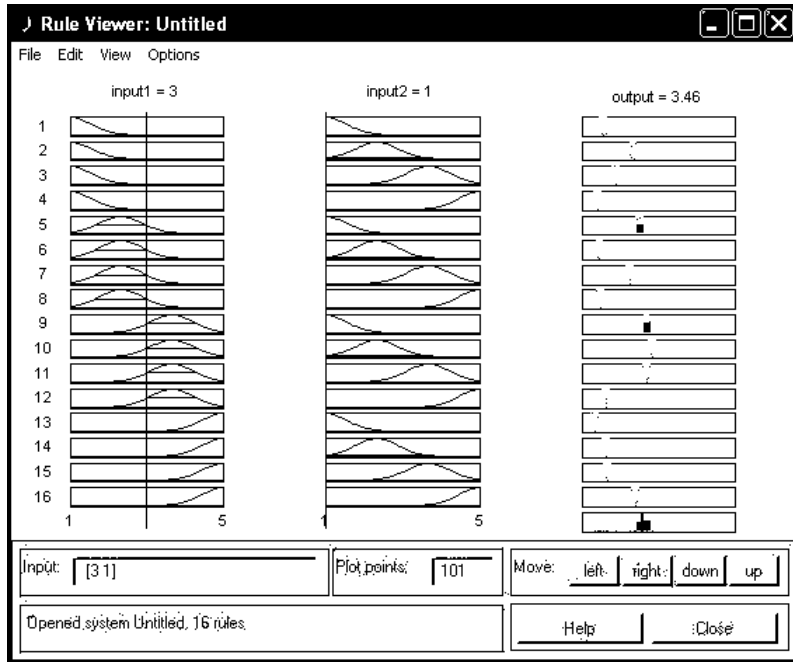 Rule Viewer: Untitled
File Edit View Options
input1 = 3 input2 = 1 output = 3.46
1
2
3
4
5
6
7
8
9
10
11
12
13
14
15
16
1 5 1 5
Input: [3 1] Plot points: 101 Move: left right down up
Opened system Untitled, 16 rules Help Close